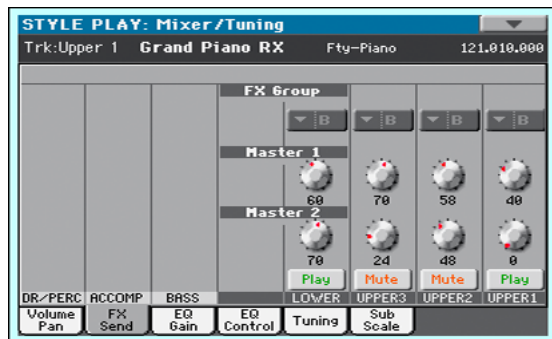 STYLE PLAY: Mixer/Tuning
Trk:Upper 1 Grand Piano RX Fty-Piano 121.010.000
FX Group
B B B B
Master 1
60 70 58 40
Master 2
70 24 48 0
Play Mute Mute Play
DR/PERC ACCOMP BASS LOWER UPPER3 UPPER2 UPPER1
Volume Pan FX Send EQ Gain EQ Control Tuning Sub Scale